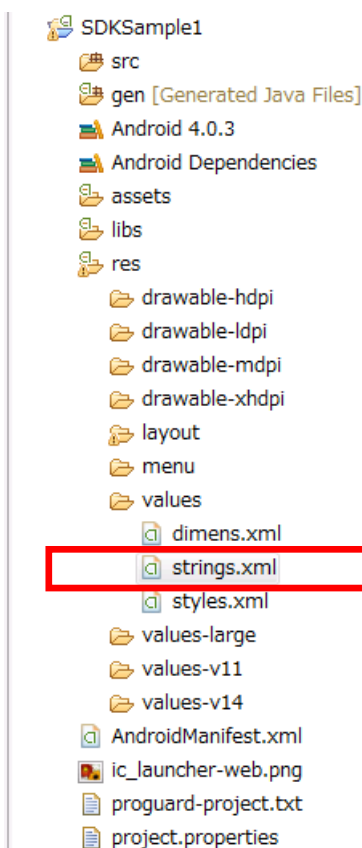 SDKSample1
src
gen [Generated Java Files]
Android 4.0.3
Android Dependencies
assets
libs
res
drawable-hdpi
drawable-ldpi
drawable-mdpi
drawable-xhdpi
layout
menu
values
dimens.xml
strings.xml
styles.xml
values-large
values-v11
values-v14
AndroidManifest.xml
ic_launcher-web.png
proguard-project.txt
project.properties